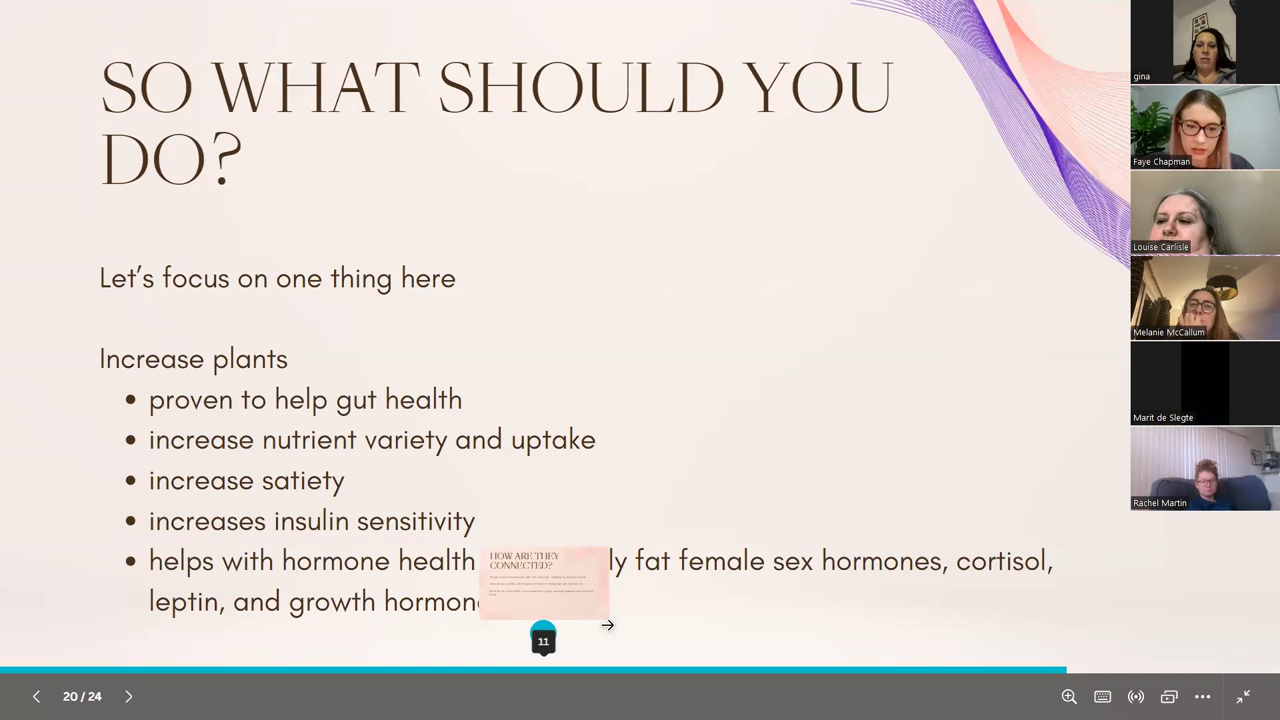 SO WHAT SHOULD YOU
DO?
Let's focus on one thing here
Increase plants
proven to help gut health
increase nutrient variety and uptake
increase satiety
increases insulin sensitivity
helps with hormone health ly fat female sex hormones, cortisol,
leptin, and growth hormon
HOW ARE THEY
CONNECTED?
11
20 / 24
gina
Faye Chapman
Louise Carlisle
Melanie McCallum
Marit de Slegte
Rachel Martin